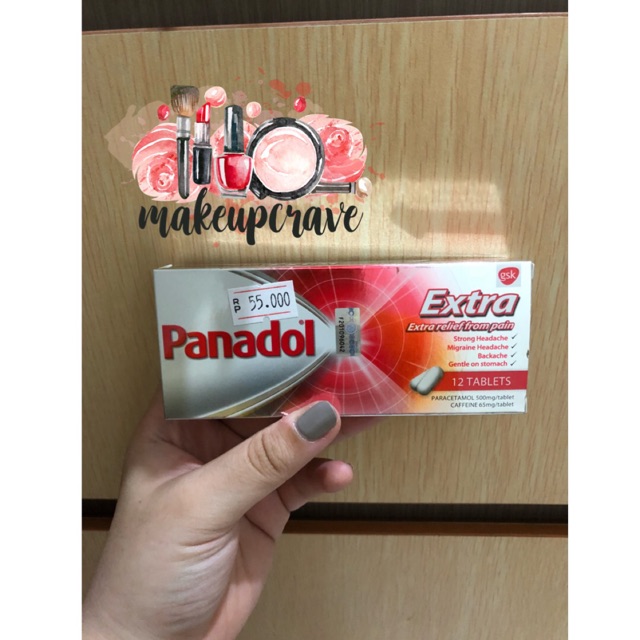 makeupcrave
RP 55.000
Panadol
gsk
Extra
Extra relief from pain
Strong Headache ✓
Migraine Headache ✓
Backache ✓
Gentle on stomach ✓
12 TABLETS
PARACETAMOL 500mg/tablet
CAFFEINE 65mg/tablet